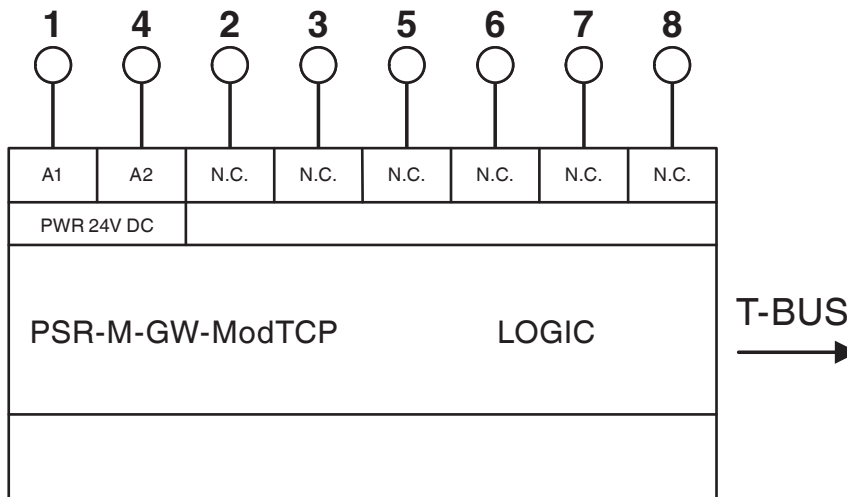 1 4 2 3 5 6 7 8
A1 A2 N.C. N.C. N.C. N.C. N.C. N.C.
PWR 24V DC
PSR-M-GW-ModTCP LOGIC
T-BUS